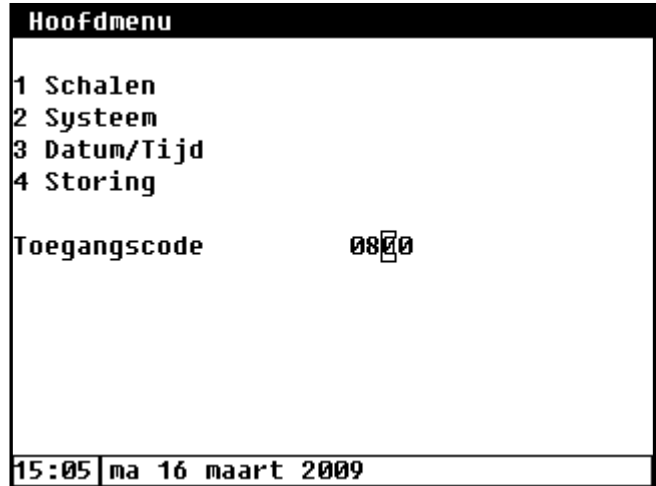 Hoofdmenu
1 Schalen
2 Systeem
3 Datum/Tijd
4 Storing
Toegangscode 0800
15:05 ma 16 maart 2009